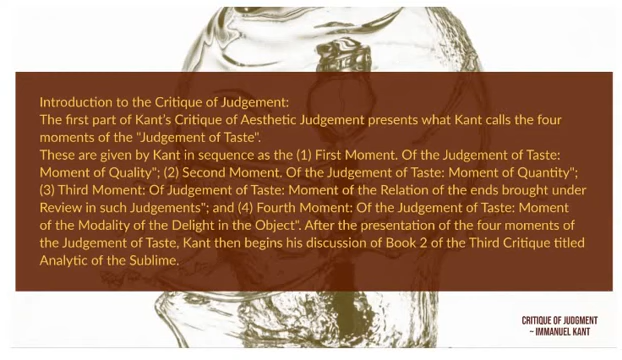 Introduction to the Critique of Judgement:
The first part of Kant's Critique of Aesthetic Judgement presents what Kant calls the four
moments of the "Judgement of Taste".
These are given by Kant in sequence as the (1) First Moment. Of the Judgement of Taste:
Moment of Quality"; (2) Second Moment. Of the Judgement of Taste: Moment of Quantity";
(3) Third Moment: Of Judgement of Taste: Moment of the Relation of the ends brought under
Review in such Judgements"; and (4) Fourth Moment: Of the Judgement of Taste: Moment
of the Modality of the Delight in the Object". After the presentation of the four moments of
the Judgement of Taste, Kant then begins his discussion of Book 2 of the Third Critique titled
Analytic of the Sublime.
CRITIQUE OF JUDGMENT
– IMMANUEL KANT